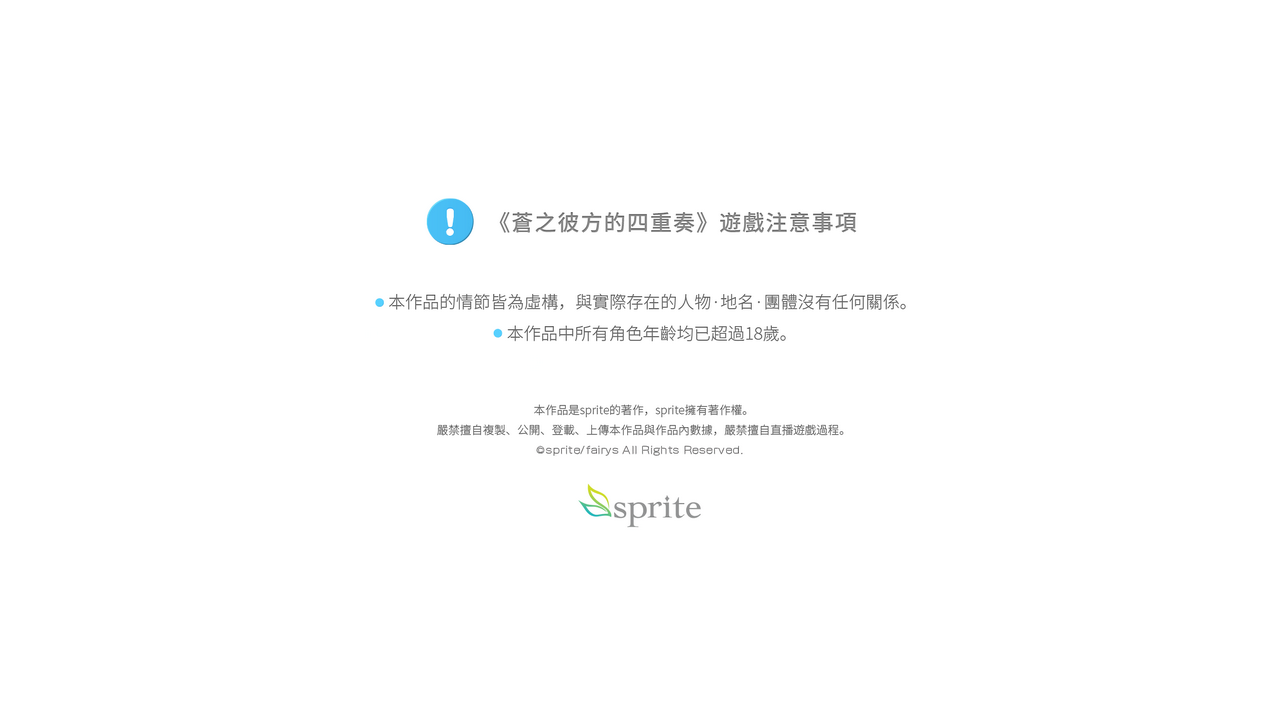 《蒼之彼方的四重奏》遊戲注意事項
本作品的情節皆為虛構，與實際存在的人物·地名·團體沒有任何關係。
本作品中所有角色年齡均已超過18歲。
本作品是sprite的著作，sprite擁有著作權。
嚴禁擅自複製、公開、登載、上傳本作品與作品內數據，嚴禁擅自直播遊戲過程。
©sprite/fairys All Rights Reserved.
sprite